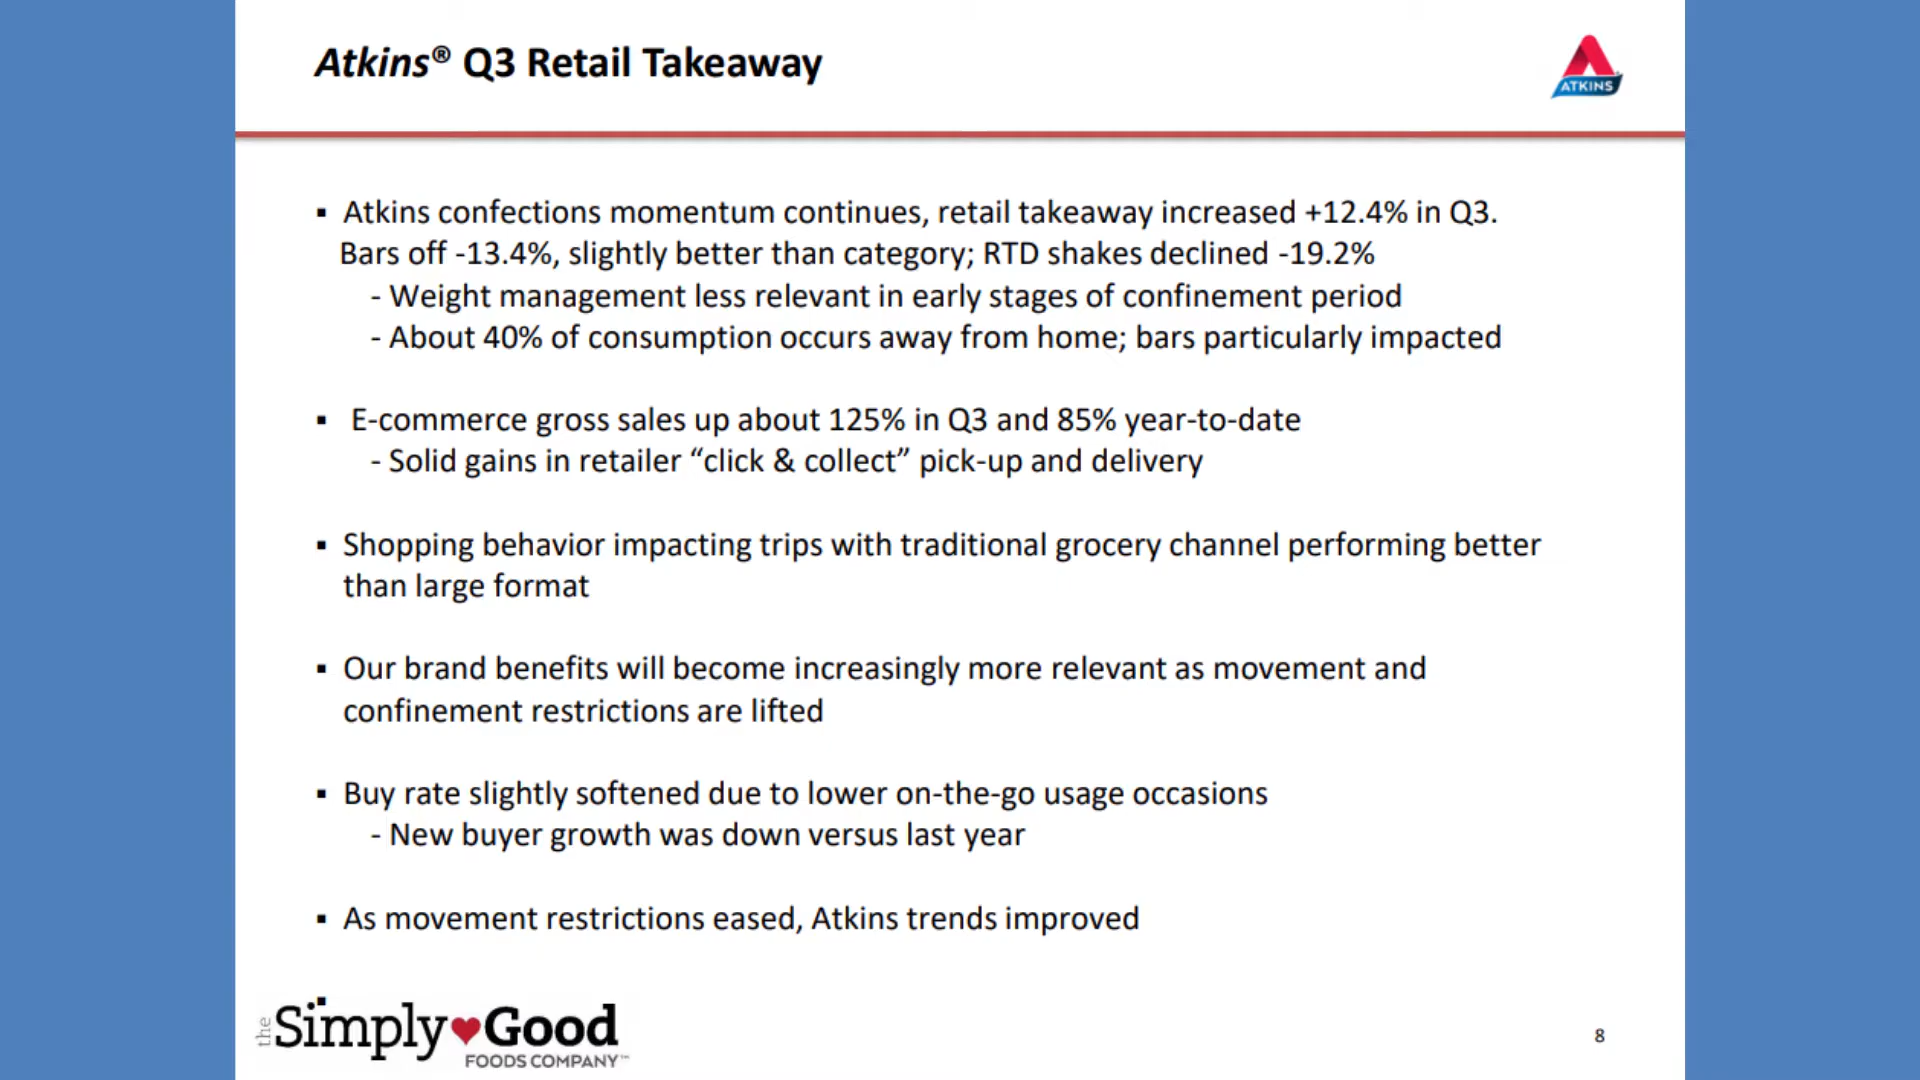 Atkins® Q3 Retail Takeaway
ATKINS
▪ Atkins confections momentum continues, retail takeaway increased +12.4% in Q3.
Bars off -13.4%, slightly better than category; RTD shakes declined -19.2%
- Weight management less relevant in early stages of confinement period
- About 40% of consumption occurs away from home; bars particularly impacted
▪ E-commerce gross sales up about 125% in Q3 and 85% year-to-date
- Solid gains in retailer “click & collect” pick-up and delivery
▪ Shopping behavior impacting trips with traditional grocery channel performing better
than large format
▪ Our brand benefits will become increasingly more relevant as movement and
confinement restrictions are lifted
▪ Buy rate slightly softened due to lower on-the-go usage occasions
- New buyer growth was down versus last year
▪ As movement restrictions eased, Atkins trends improved
▪
the Simply Good
FOODS COMPANY™
8